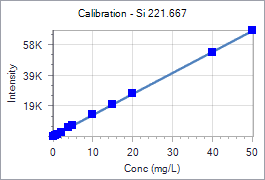 Calibration - Si 221.667
58K
39K
19K
Intensity
0
10
20
30
40
50
Conc (mg/L)